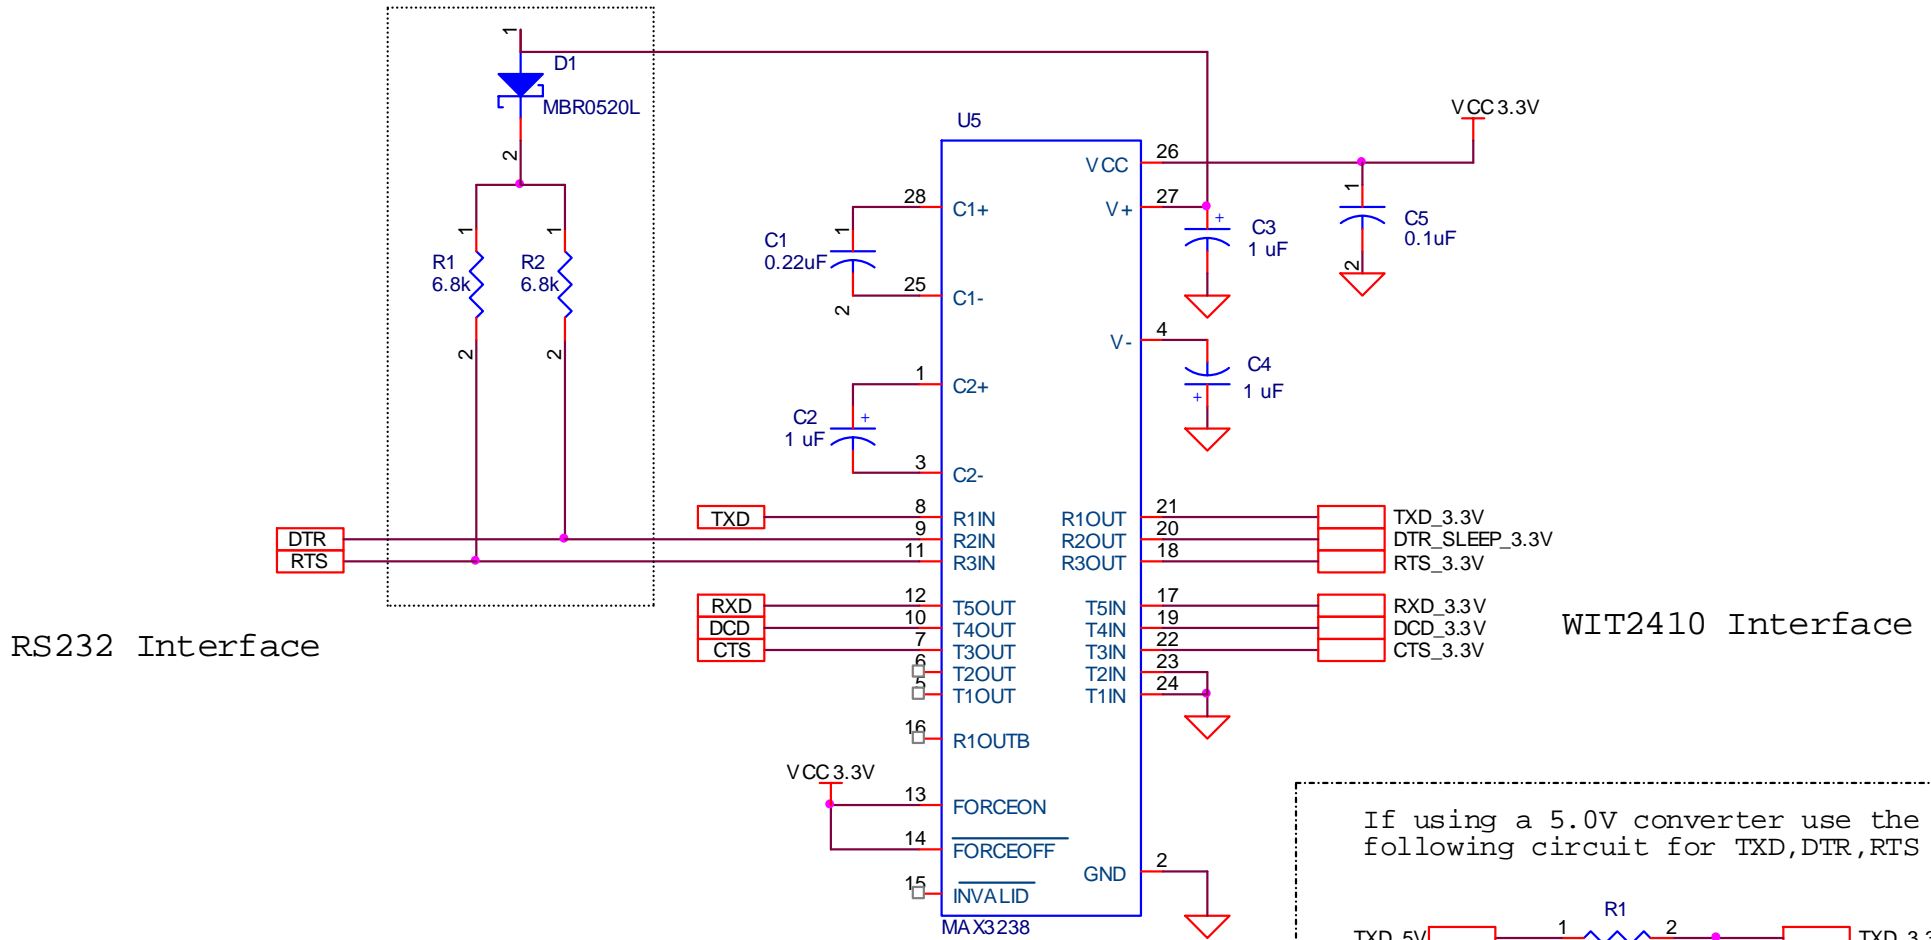 1
D1
MBR0520L
2
1
1
R1
6.8k
R2
6.8k
2
2
DTR
RTS
RS232 Interface
U5
28
C1+
1
C1
0.22uF
25
C1-
2
1
C2+
C2
+
1 uF
3
C2-
TXD
8
R1IN
9
R2IN
11
R3IN
RXD
12
T5OUT
DCD
10
T4OUT
CTS
7
T3OUT
6
T2OUT
5
T1OUT
16
R1OUTB
VCC3.3V
13
FORCEON
14
FORCEOFF
15
INVALID
MAX3238
VCC
26
VCC3.3V
V+
27
+
C3
1 uF
1
C5
0.1uF
2
V-
4
C4
1 uF
+
R1OUT
21
TXD_3.3V
R2OUT
20
DTR_SLEEP_3.3V
R3OUT
18
RTS_3.3V
T5IN
17
RXD_3.3V
T4IN
19
DCD_3.3V
T3IN
22
CTS_3.3V
T2IN
23
T1IN
24
GND
2
WIT2410 Interface
If using a 5.0V converter use the
following circuit for TXD,DTR,RTS
R1
TXD_5V
1
2